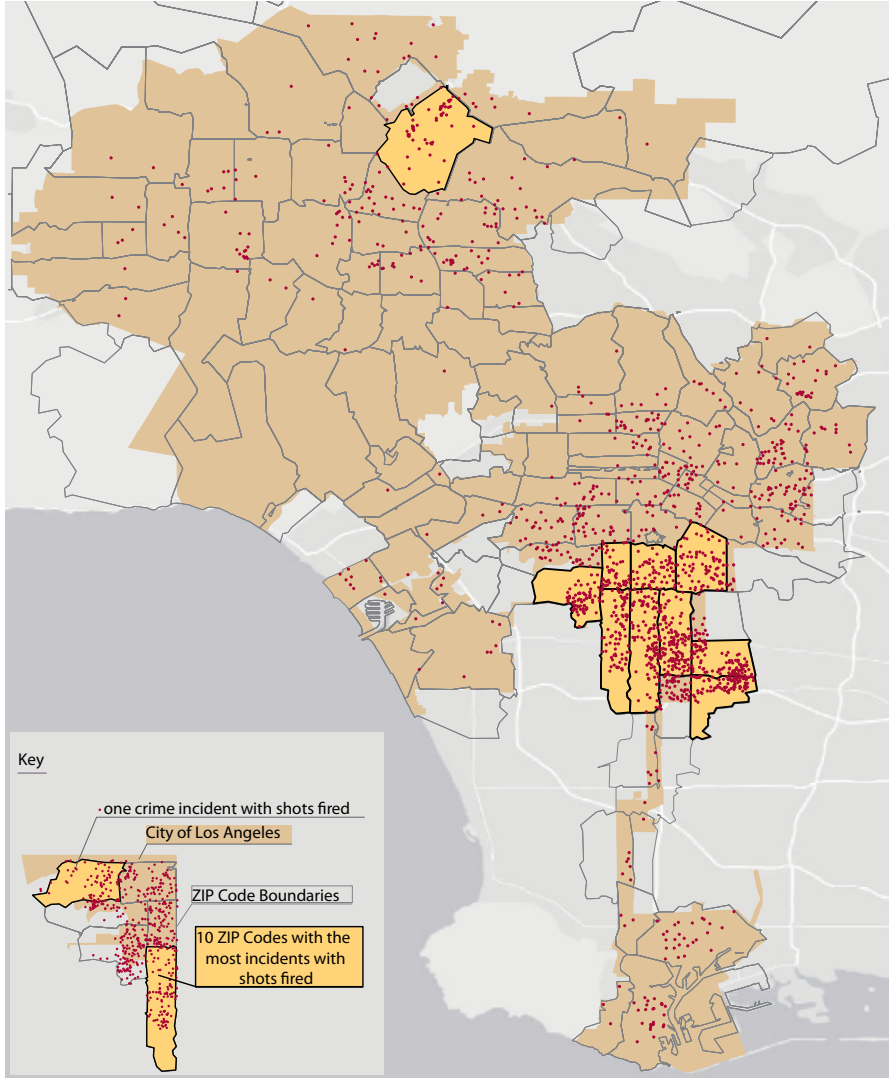 Key
one crime incident with shots fired
City of Los Angeles
ZIP Code Boundaries
10 ZIP Codes with the
most incidents with
shots fired